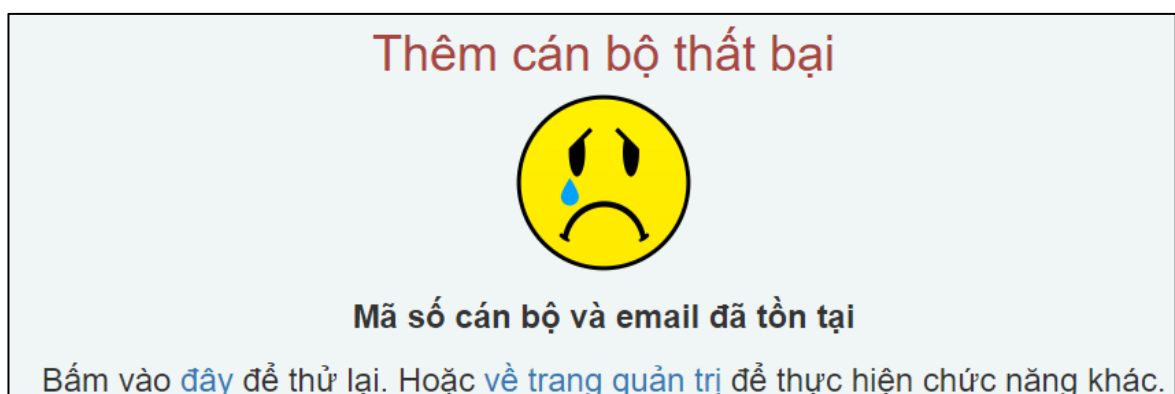 Thêm cán bộ thất bại
Mã số cán bộ và email đã tồn tại
Bấm vào đây để thử lại. Hoặc về trang quản trị để thực hiện chức năng khác.